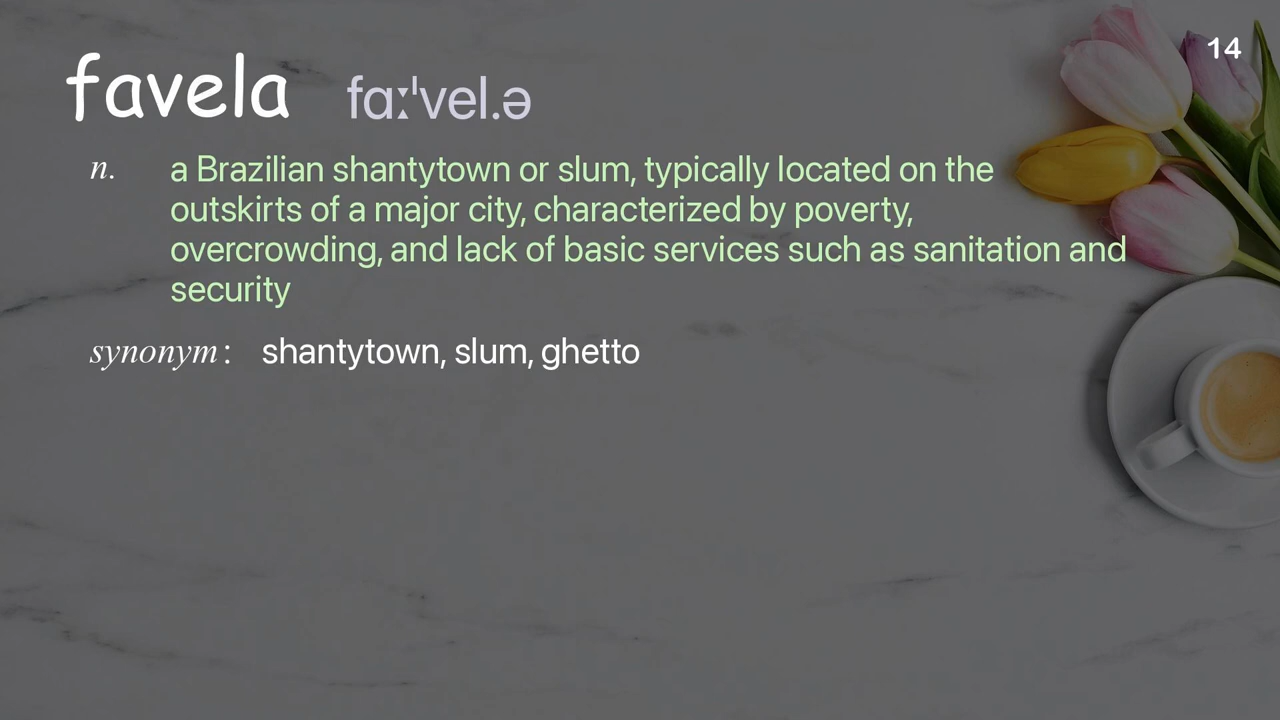 14
favela fɑːˈvel.ə
n. a Brazilian shantytown or slum, typically located on the
outskirts of a major city, characterized by poverty,
overcrowding, and lack of basic services such as sanitation and
security
synonym: shantytown, slum, ghetto